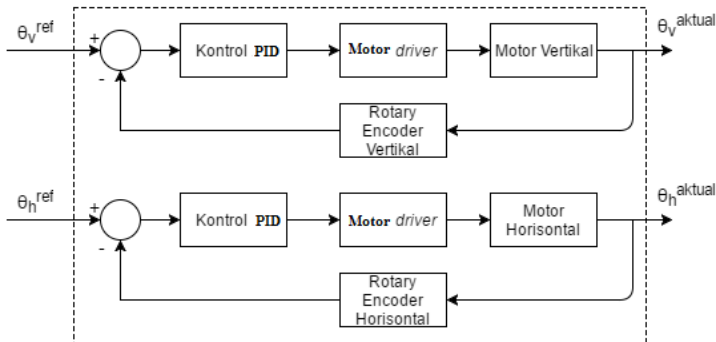 θv^ref
+
-
Kontrol PID
Motor driver
Motor Vertikal
θv^aktual
Rotary
Encoder
Vertikal
θh^ref
+
-
Kontrol PID
Motor driver
Motor
Horisontal
θh^aktual
Rotary
Encoder
Horisontal